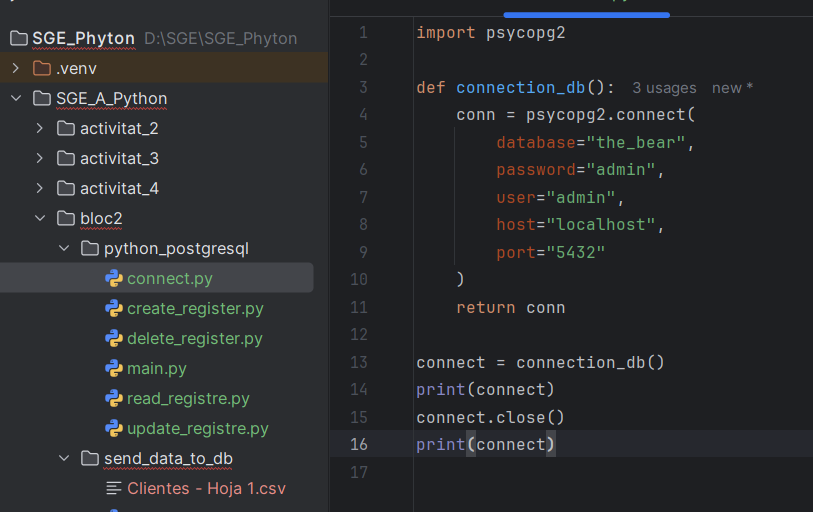 SGE_Phyton D:\SGE\SGE_Phyton
.venv
SGE_A_Python
activitat_2
activitat_3
activitat_4
bloc2
python_postgresql
connect.py
create_register.py
delete_register.py
main.py
read_registre.py
update_registre.py
send_data_to_db
Clientes - Hoja 1.csv
1 import psycopg2
2
3 def connection_db(): 3 usages new *
4 conn = psycopg2.connect(
5 database="the_bear",
6 password="admin",
7 user="admin",
8 host="localhost",
9 port="5432"
10 )
11 return conn
12
13 connect = connection_db()
14 print(connect)
15 connect.close()
16 print(connect)
17